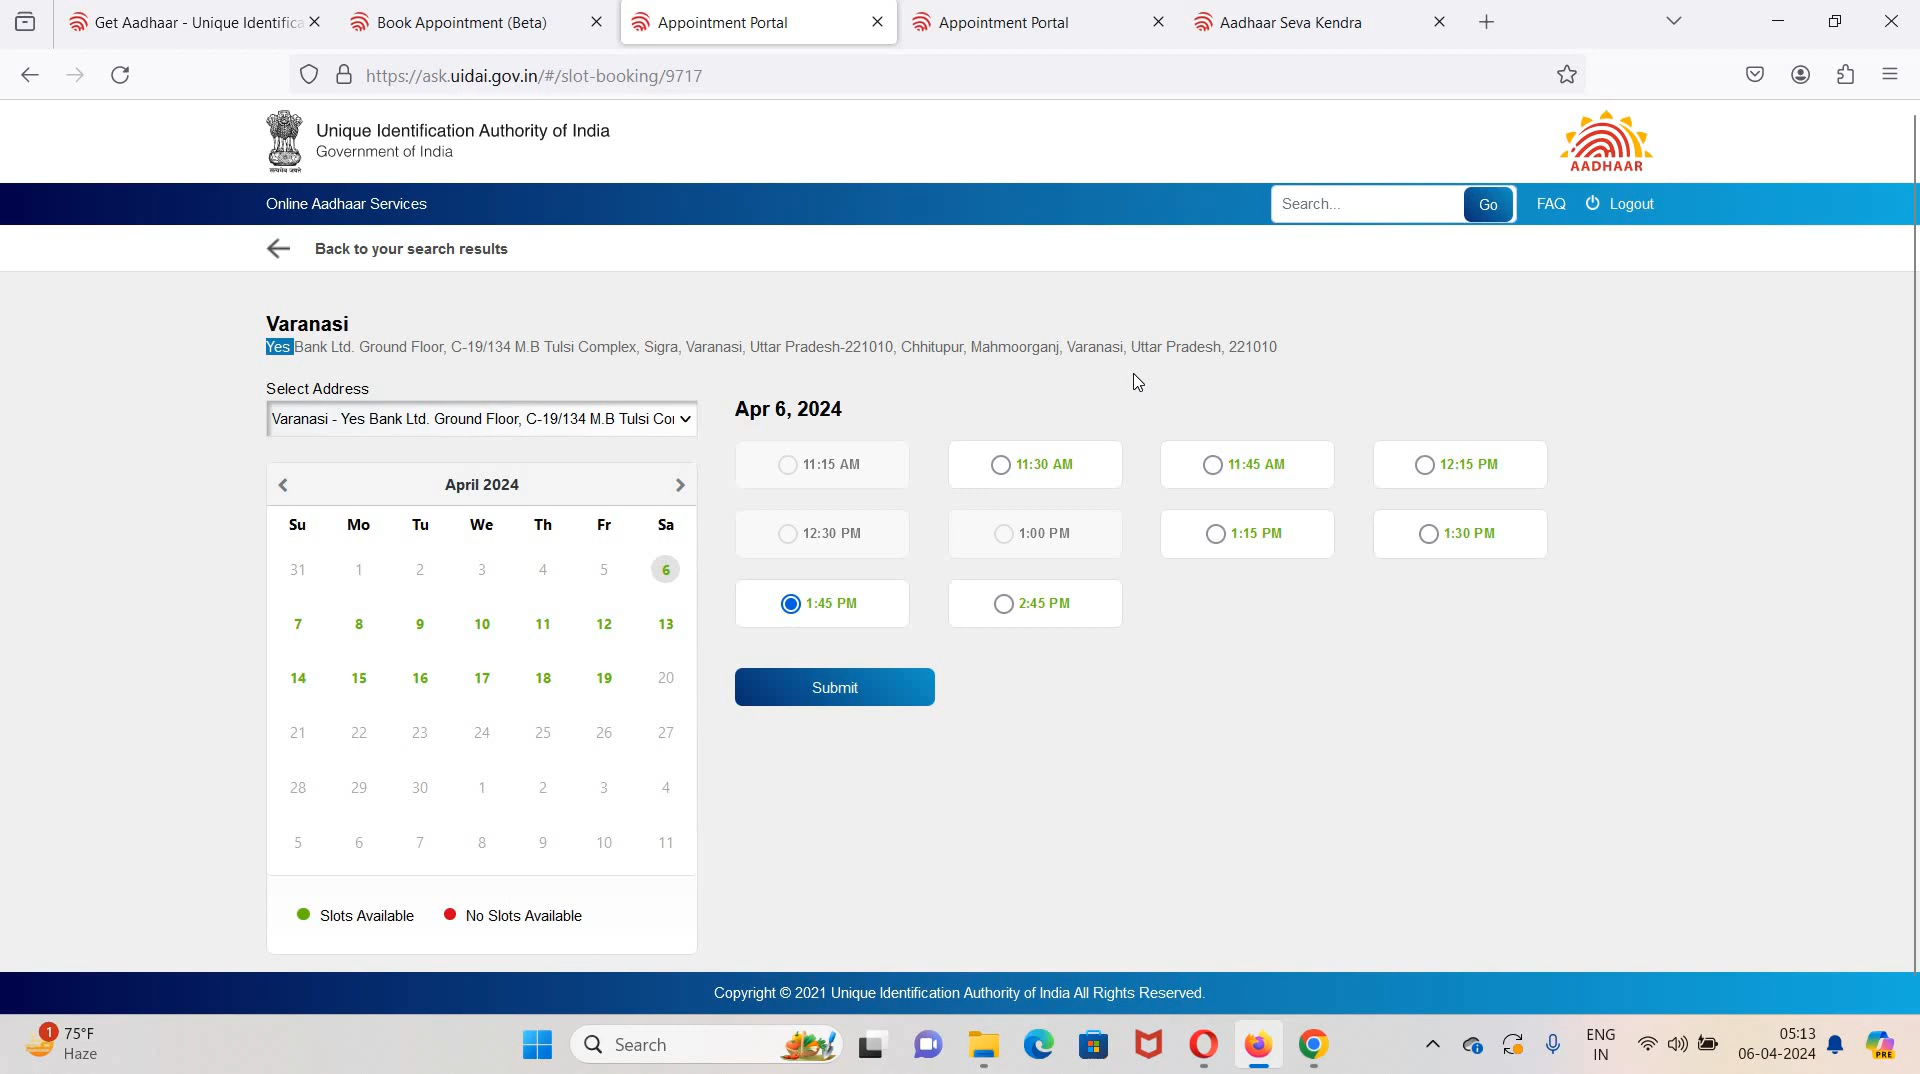 Get Aadhaar - Unique Identifica
Book Appointment (Beta)
Appointment Portal
Appointment Portal
Aadhaar Seva Kendra
https://ask.uidai.gov.in/#/slot-booking/9717
सत्यमेव जयते
Unique Identification Authority of India
Government of India
AADHAAR
Online Aadhaar Services
Search...
Go
FAQ
Logout
Back to your search results
Varanasi
Yes Bank Ltd. Ground Floor, C-19/134 M.B Tulsi Complex, Sigra, Varanasi, Uttar Pradesh-221010, Chhitupur, Mahmoorganj, Varanasi, Uttar Pradesh, 221010
Select Address
Varanasi - Yes Bank Ltd. Ground Floor, C-19/134 M.B Tulsi Co
April 2024
Su Mo Tu We Th Fr Sa
31 1 2 3 4 5 6
7 8 9 10 11 12 13
14 15 16 17 18 19 20
21 22 23 24 25 26 27
28 29 30 1 2 3 4
5 6 7 8 9 10 11
Slots Available
No Slots Available
Apr 6, 2024
11:15 AM 11:30 AM 11:45 AM 12:15 PM
12:30 PM 1:00 PM 1:15 PM 1:30 PM
1:45 PM 2:45 PM
Submit
Copyright © 2021 Unique Identification Authority of India All Rights Reserved.
1
75°F
Haze
Search
ENG
IN
05:13
06-04-2024
PRE